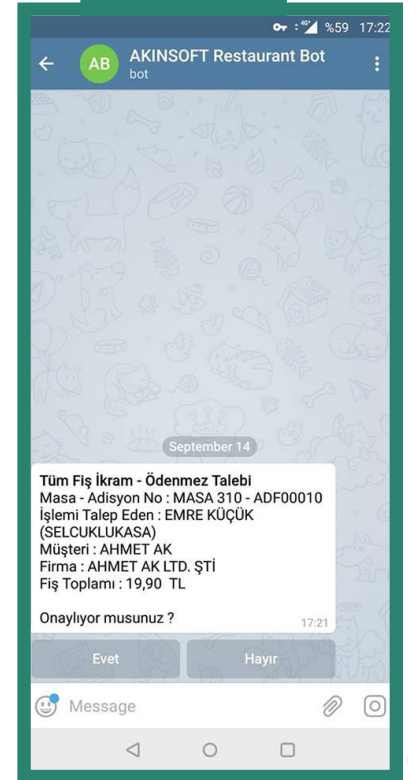 %59 17:22
AB
AKINSOFT Restaurant Bot
bot
September 14
Tüm Fiş İkram - Ödenmez Talebi
Masa - Adisyon No : MASA 310 - ADF00010
İşlemi Talep Eden : EMRE KÜÇÜK
(SELCUKLUKASA)
Müşteri : AHMET AK
Firma : AHMET AK LTD. ŞTİ
Fiş Toplamı : 19,90 TL
Onaylıyor musunuz ?
17:21
Evet
Hayır
Message